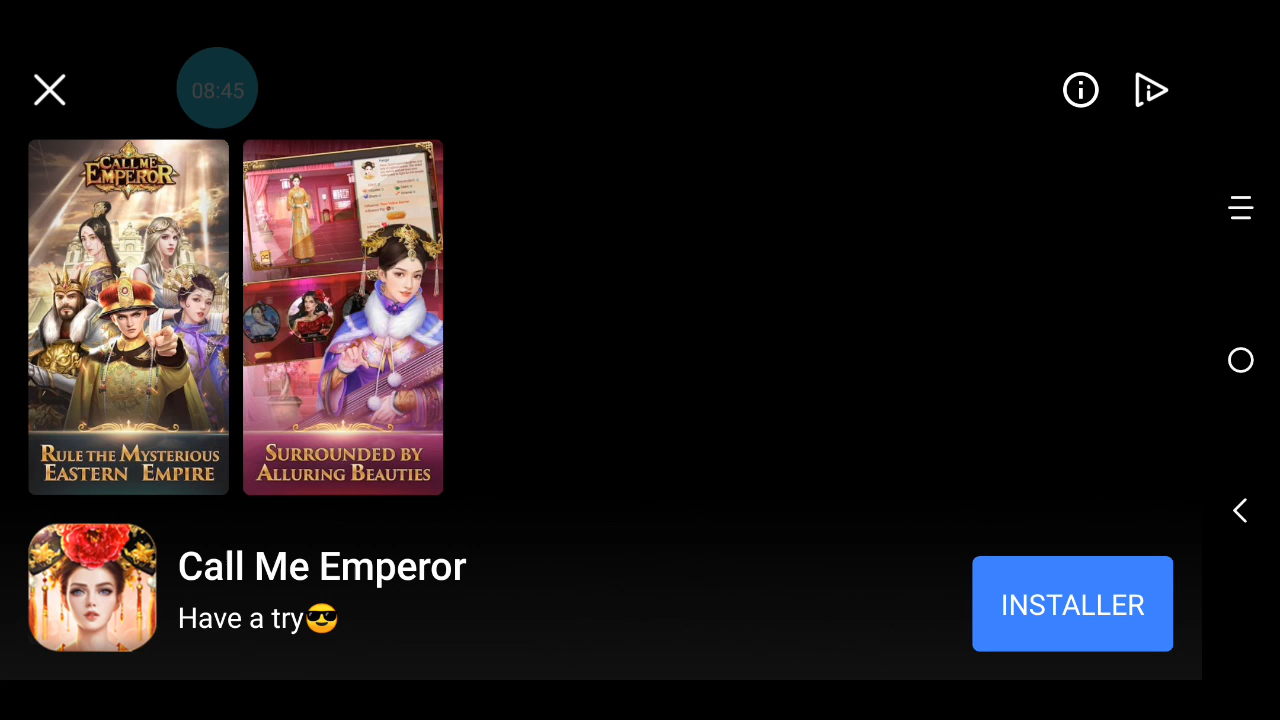 08:45
CALL ME
EMPEROR
RULE THE MYSTERIOUS
EASTERN EMPIRE
SURROUNDED BY
ALLURING BEAUTIES
Call Me Emperor
Have a try😎
INSTALLER